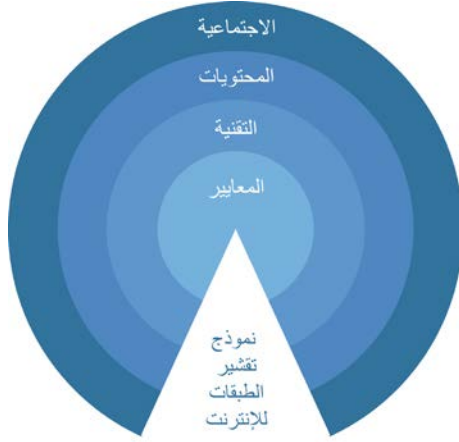 الاجتماعية
المحتويات
التقنية
المعايير
نموذج
تقشير
الطبقات
للإنترنت